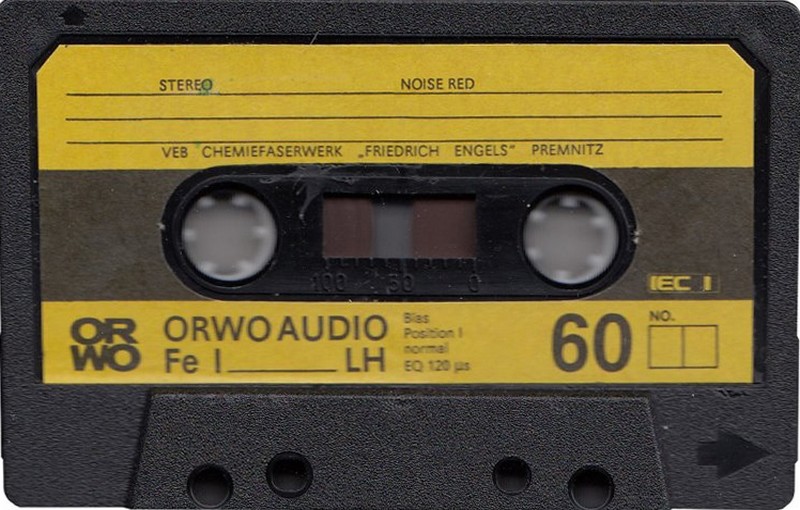 STEREO NOISE RED
VEB CHEMIEFASERWERK „FRIEDRICH ENGELS“ PREMNITZ
100 50 0
IEC I
OR
WO
ORWO AUDIO
Fe I LH
Bias
Position I
normal
EQ 120 µs
60
NO.